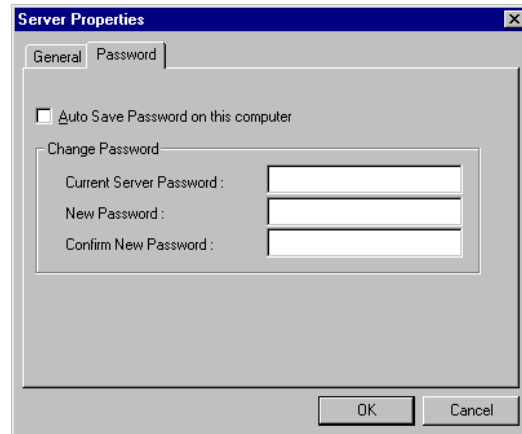 Server Properties
General Password
Auto Save Password on this computer
Change Password
Current Server Password :
New Password :
Confirm New Password :
OK Cancel